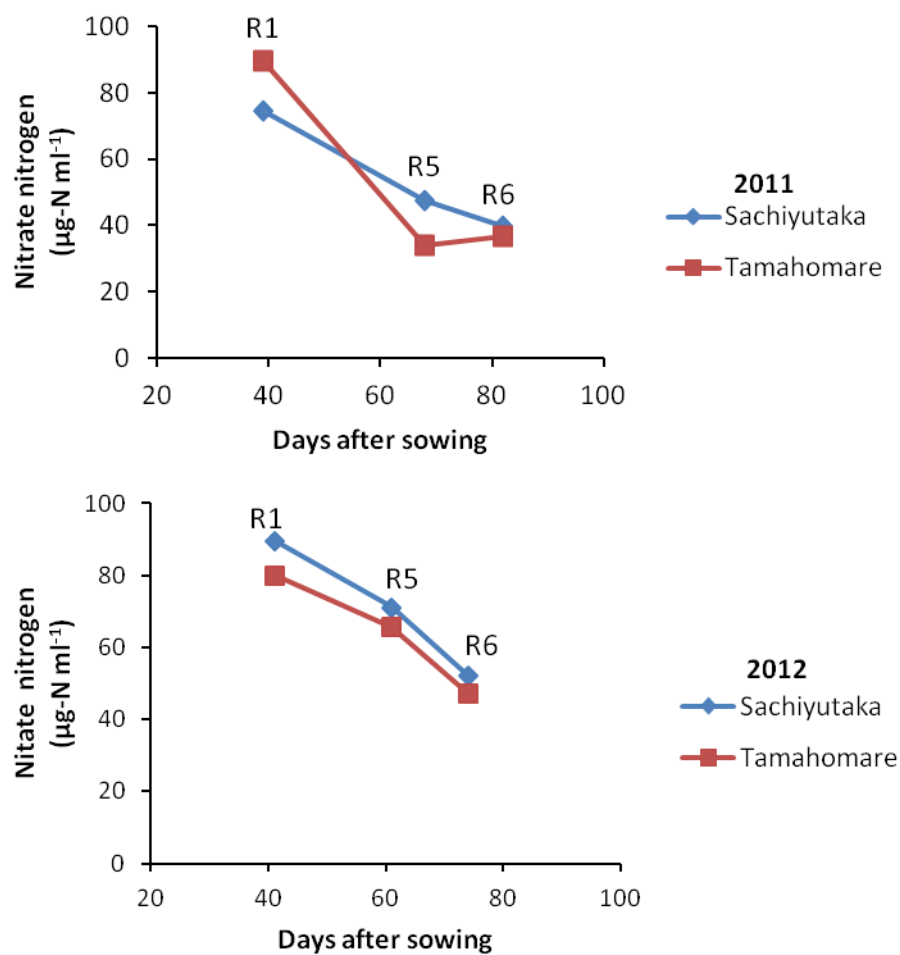 100
80
60
40
20
0
Nitrate nitrogen
(µg-N ml⁻¹)
R1
R5
R6
20 40 60 80 100
Days after sowing
2011
Sachiyutaka
Tamahomare
100
80
60
40
20
0
Nitate nitrogen
(µg-N ml⁻¹)
R1
R5
R6
20 40 60 80 100
Days after sowing
2012
Sachiyutaka
Tamahomare